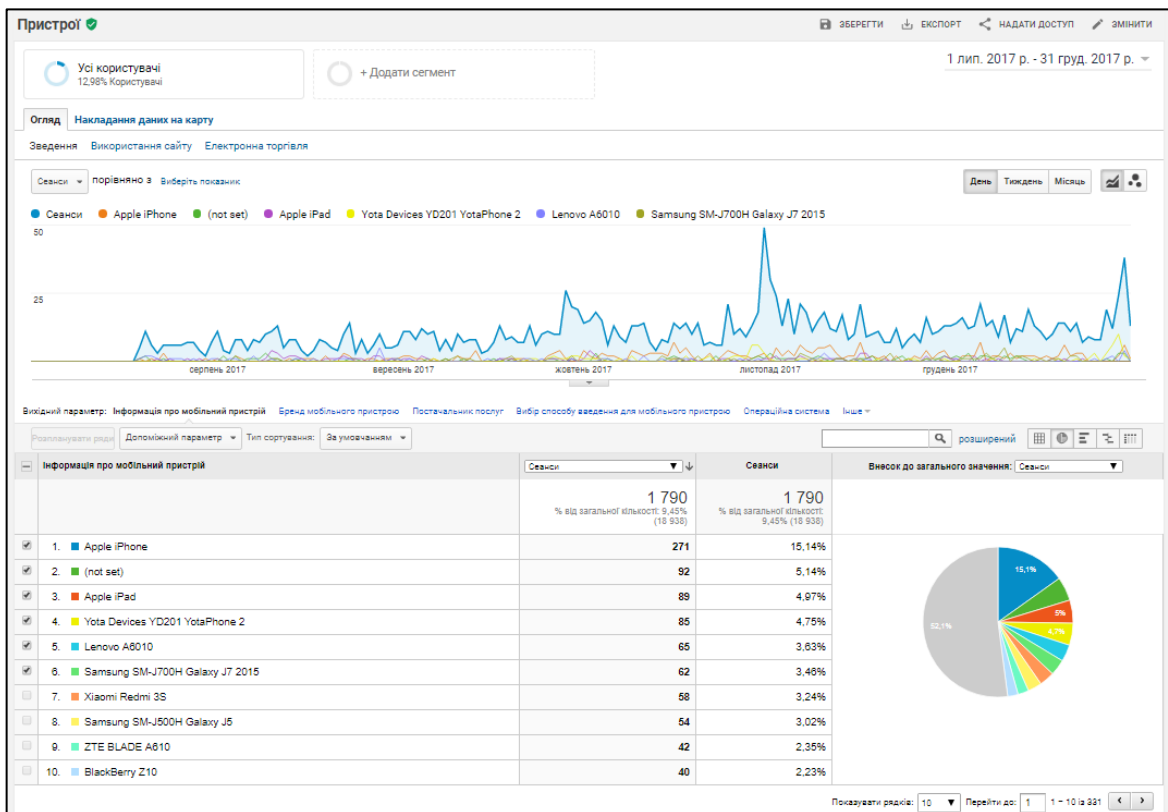 Пристрої
ЗБЕРЕГТИ ЕКСПОРТ НАДАТИ ДОСТУП ЗМІНИТИ
Усі користувачі
12,98% Користувачі
+ Додати сегмент
1 лип. 2017 р. - 31 груд. 2017 р.
Огляд Накладання даних на карту
Зведення Використання сайту Електронна торгівля
Сеанси порівняно з Виберіть показник
День Тиждень Місяць
Сеанси Apple iPhone (not set) Apple iPad Yota Devices YD201 YotaPhone 2 Lenovo A6010 Samsung SM-J700H Galaxy J7 2015
50
25
серпень 2017 вересень 2017 жовтень 2017 листопад 2017 грудень 2017
Вихідний параметр: Інформація про мобільний пристрій Бренд мобільного пристрою Постачальник послуг Вибір способу введення для мобільного пристрою Операційна система Інше
Розпланувати ряди Допоміжний параметр Тип сортування: За умовчанням
розширений
Інформація про мобільний пристрій Сеанси Сеанси Внесок до загального значення: Сеанси
1 790 1 790
% від загальної кількості: 9,45% (18 938) % від загальної кількості: 9,45% (18 938)
1. Apple iPhone 271 15,14%
2. (not set) 92 5,14%
3. Apple iPad 89 4,97%
4. Yota Devices YD201 YotaPhone 2 85 4,75%
5. Lenovo A6010 65 3,63%
6. Samsung SM-J700H Galaxy J7 2015 62 3,46%
7. Xiaomi Redmi 3S 58 3,24%
8. Samsung SM-J500H Galaxy J5 54 3,02%
9. ZTE BLADE A610 42 2,35%
10. BlackBerry Z10 40 2,23%
15,1%
5%
4,7%
52,1%
Показувати рядків: 10 Перейти до: 1 1 – 10 із 331